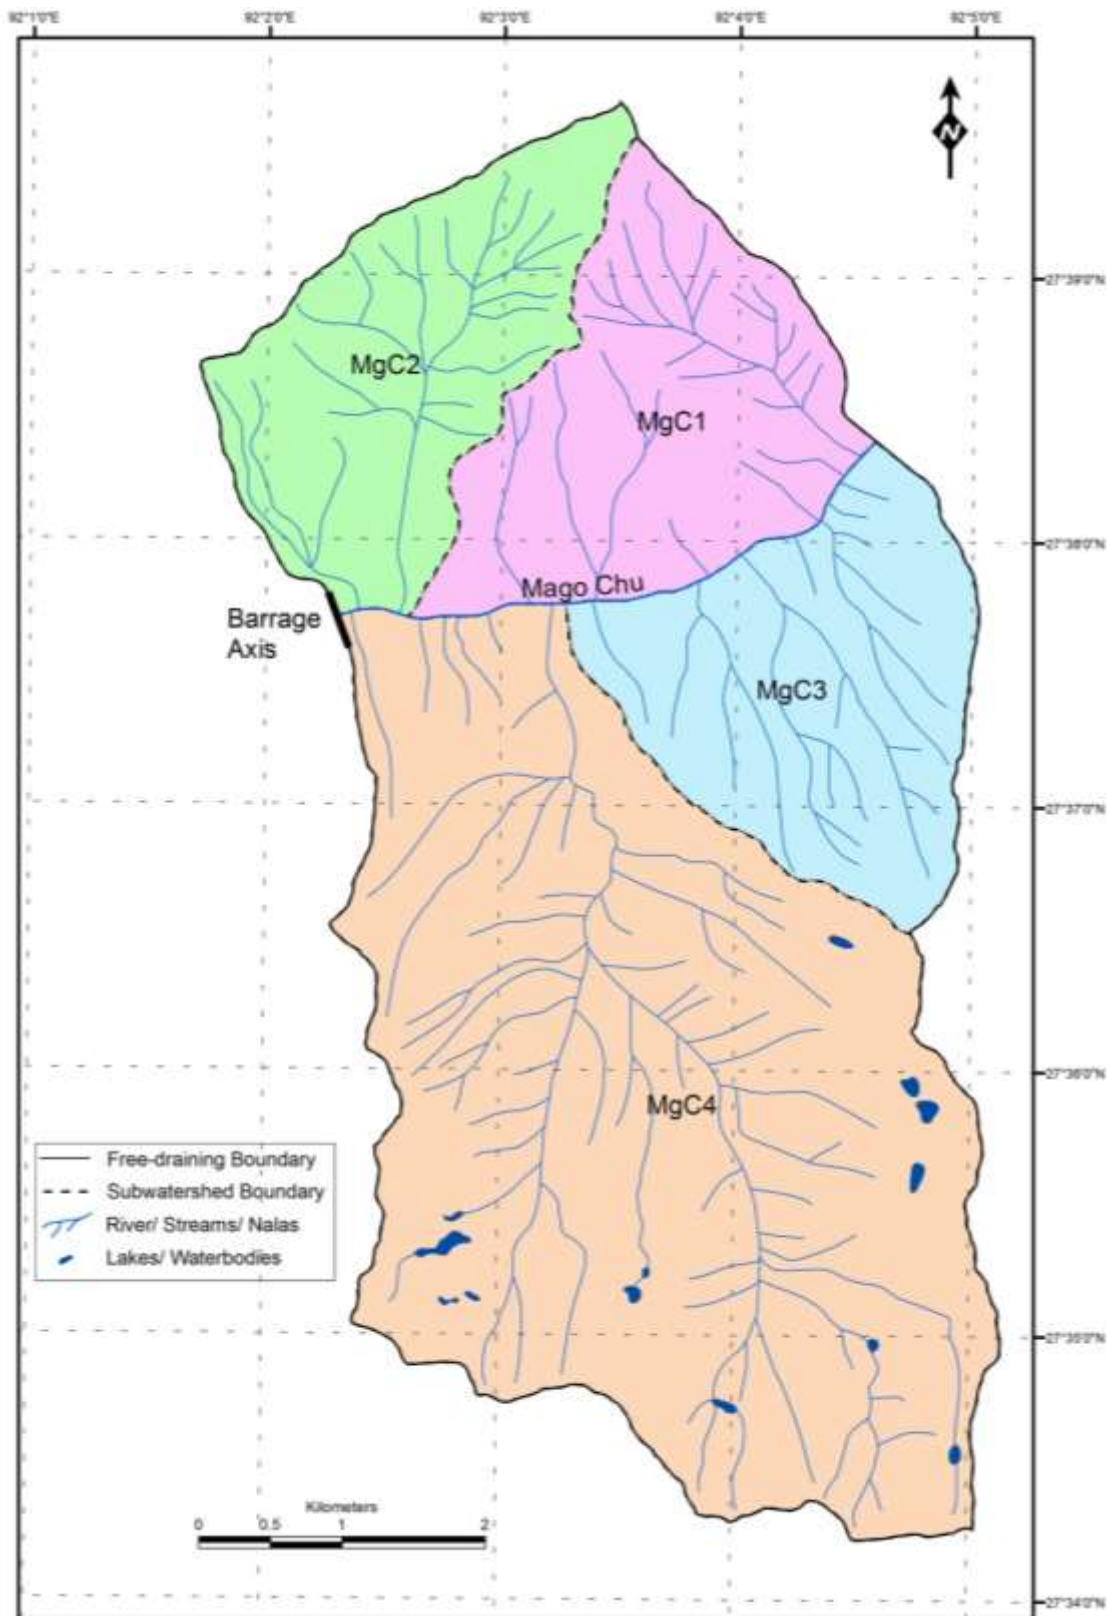 92°1'0"E
92°2'0"E
92°3'0"E
92°4'0"E
92°5'0"E
N
27°39'0"N
MgC2
MgC1
27°38'0"N
Mago Chu
Barrage
Axis
MgC3
27°37'0"N
27°36'0"N
MgC4
Free-draining Boundary
Subwatershed Boundary
River/ Streams/ Nalas
Lakes/ Waterbodies
27°35'0"N
Kilometers
0 0.5 1 2
27°34'0"N